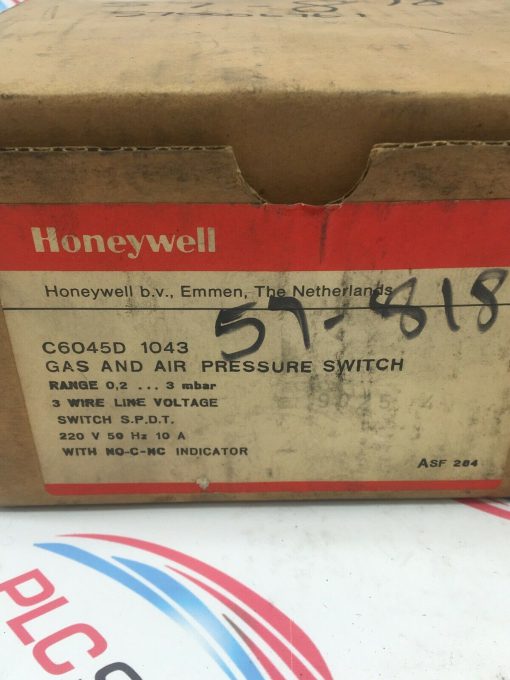 Honeywell
Honeywell b.v., Emmen, The Netherlands
57-818
C6045D 1043
GAS AND AIR PRESSURE SWITCH
RANGE 0,2 ... 3 mbar
3 WIRE LINE VOLTAGE
SWITCH S.P.D.T.
220 V 50 Hz 10 A
WITH NO-C-NC INDICATOR
ASF 284
PLC